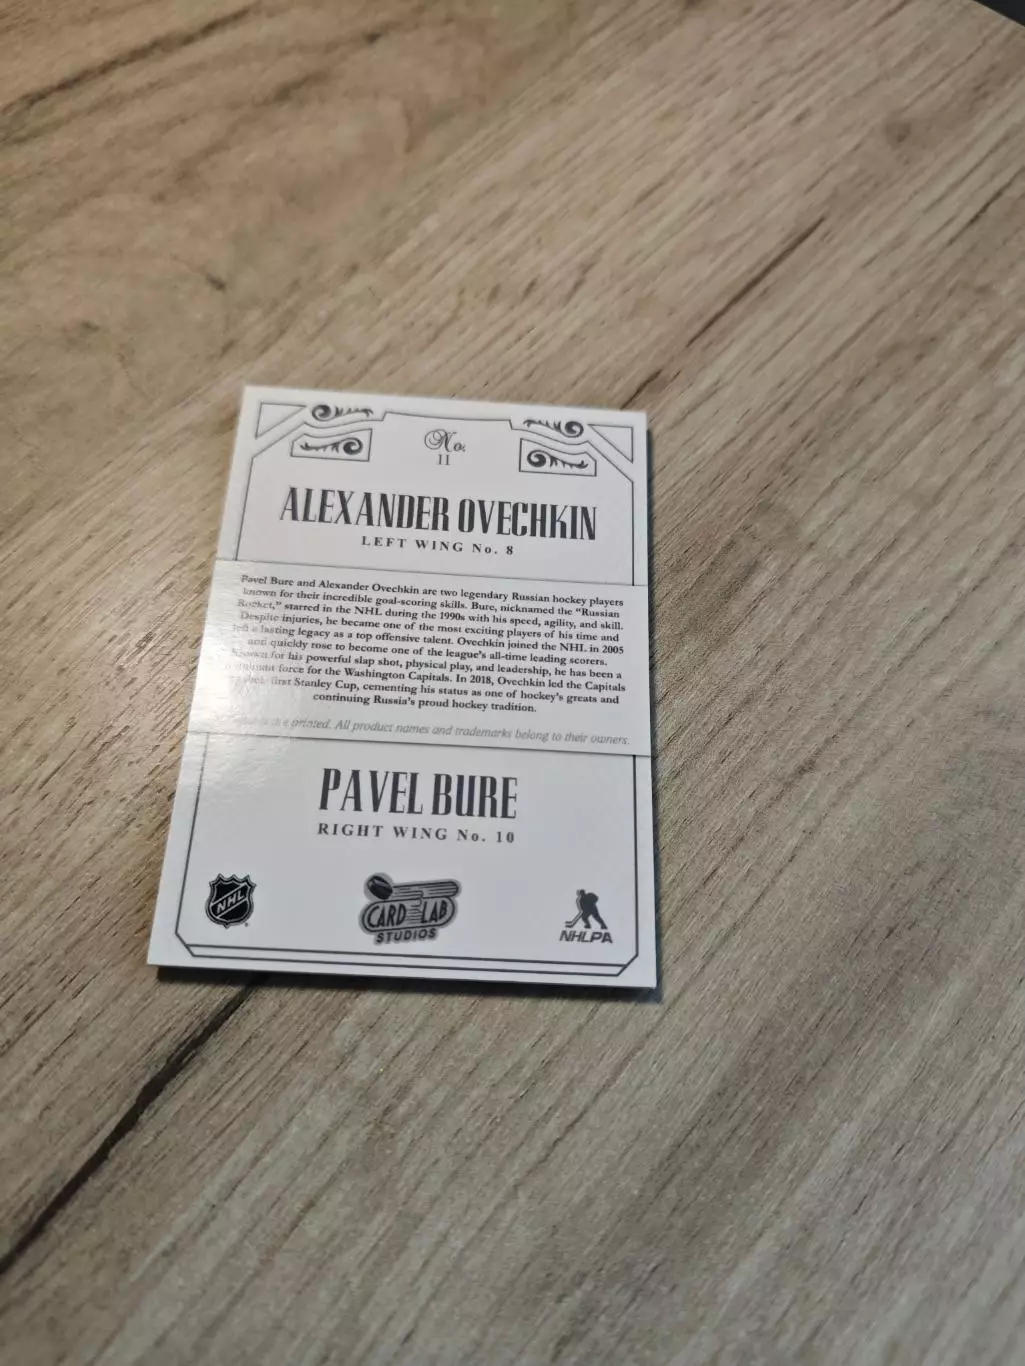 No.
11
ALEXANDER OVECHKIN
LEFT WING No. 8
Pavel Bure and Alexander Ovechkin are two legendary Russian hockey players
known for their incredible goal-scoring skills. Bure, nicknamed the “Russian
Rocket,” starred in the NHL during the 1990s with his speed, agility, and skill.
Despite injuries, he became one of the most exciting players of his time and
left a lasting legacy as a top offensive talent. Ovechkin joined the NHL in 2005
and quickly rose to become one of the league's all-time leading scorers.
Known for his powerful slap shot, physical play, and leadership, he has been a
dominant force for the Washington Capitals. In 2018, Ovechkin led the Capitals
first Stanley Cup, cementing his status as one of hockey's greats and
continuing Russia's proud hockey tradition.
printed. All product names and trademarks belong to their owners.
PAVEL BURE
RIGHT WING No. 10
NHL
CARD LAB
STUDIOS
NHLPA